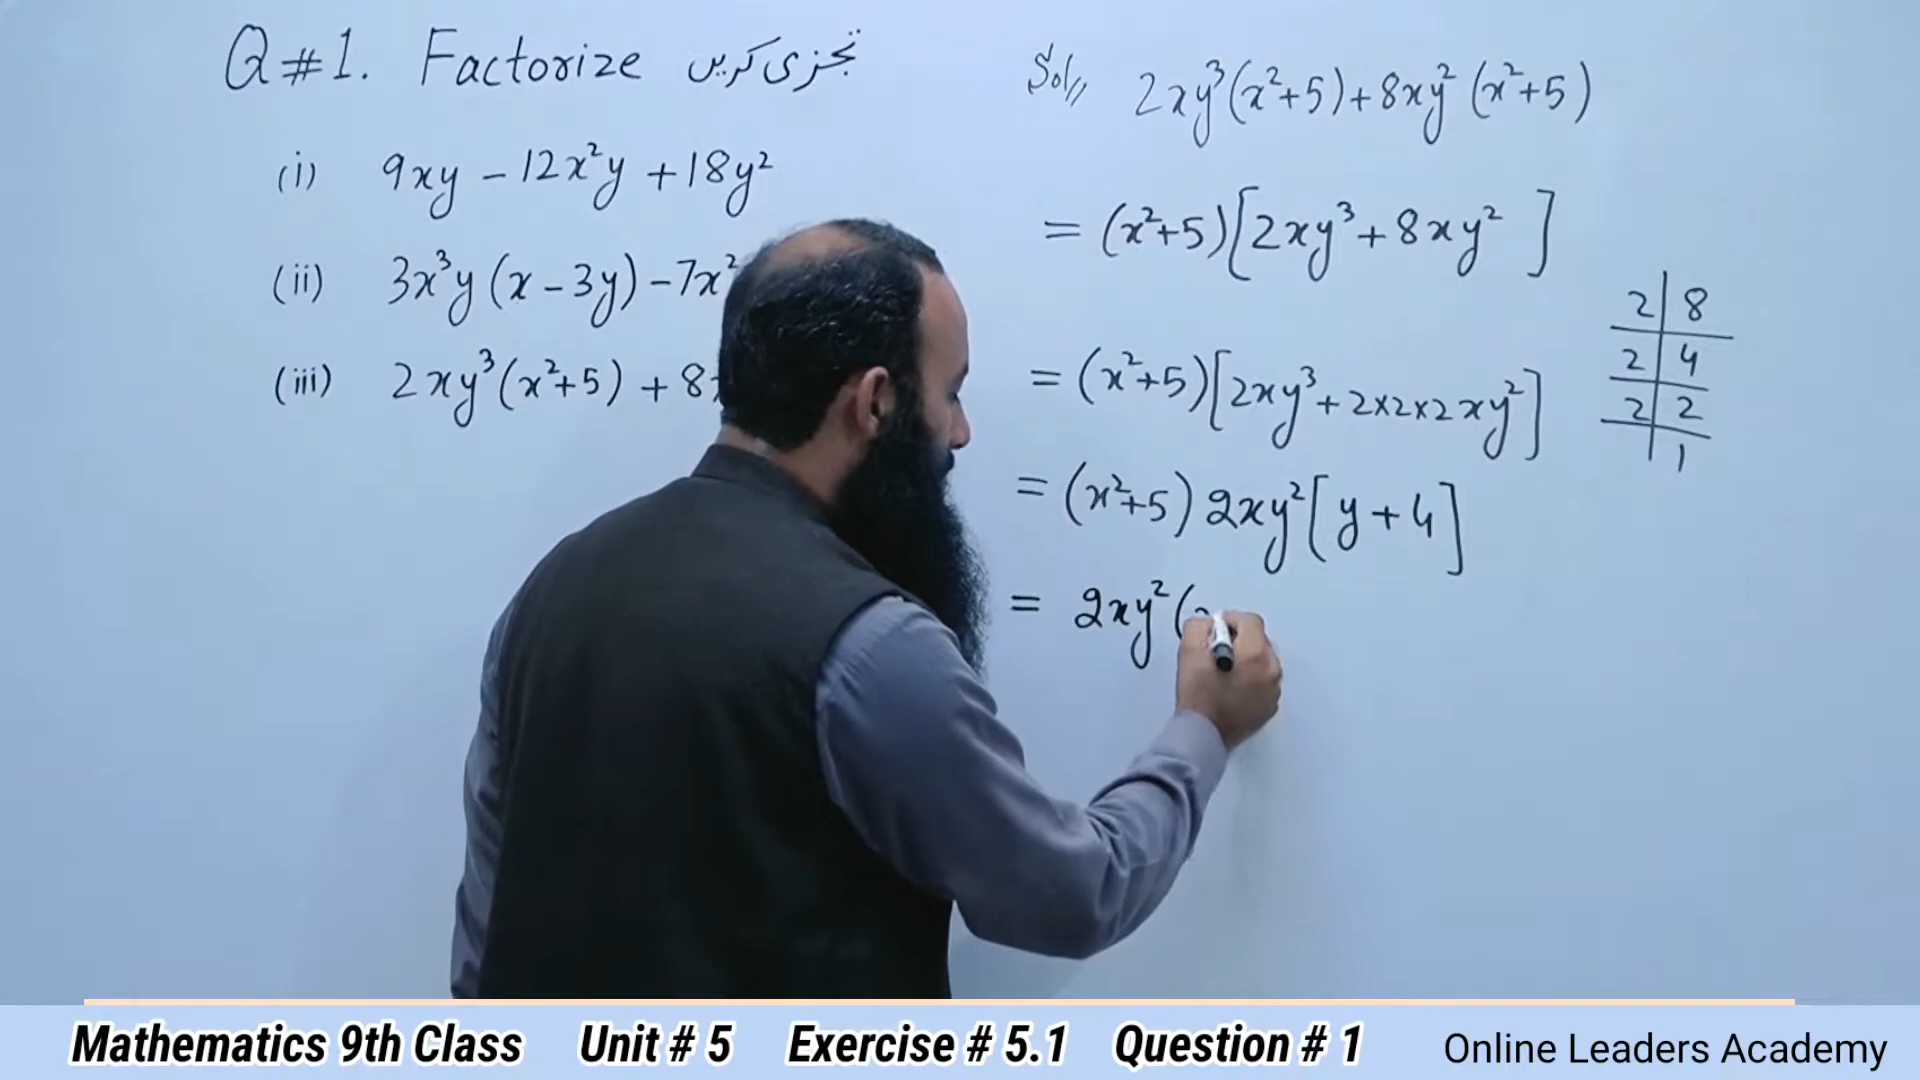 Q#1. Factorize تجزی کریں
(i) 9xy - 12x²y + 18y²
(ii) 3x³y (x - 3y) - 7x²
(iii) 2xy³(x²+5) + 8
Sol,, 2xy³(x²+5)+8xy² (x²+5)
= (x²+5)[2xy³+8xy² ]
= (x²+5)[2xy³+2×2×2xy²]
= (x²+5) 2xy²[y+4]
= 2xy²(
2 | 8
2 | 4
2 | 2
| 1
Mathematics 9th Class Unit # 5 Exercise # 5.1 Question # 1 Online Leaders Academy